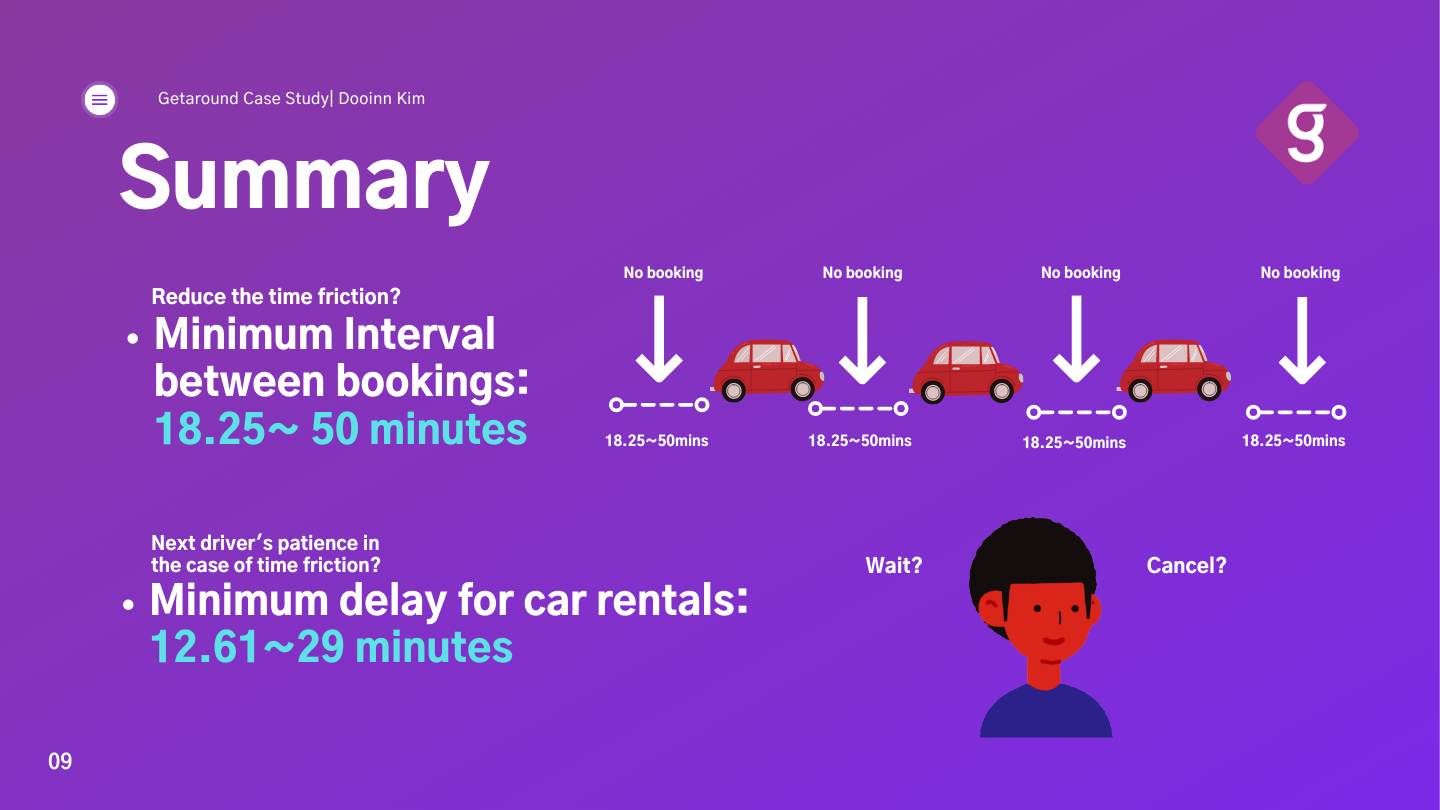 Getaround Case Study| Dooinn Kim
g
Summary
No booking
No booking
No booking
No booking
Reduce the time friction?
• Minimum Interval
between bookings:
18.25~ 50 minutes
18.25~50mins
18.25~50mins
18.25~50mins
18.25~50mins
Next driver's patience in
the case of time friction?
• Minimum delay for car rentals:
12.61~29 minutes
Wait?
Cancel?
09